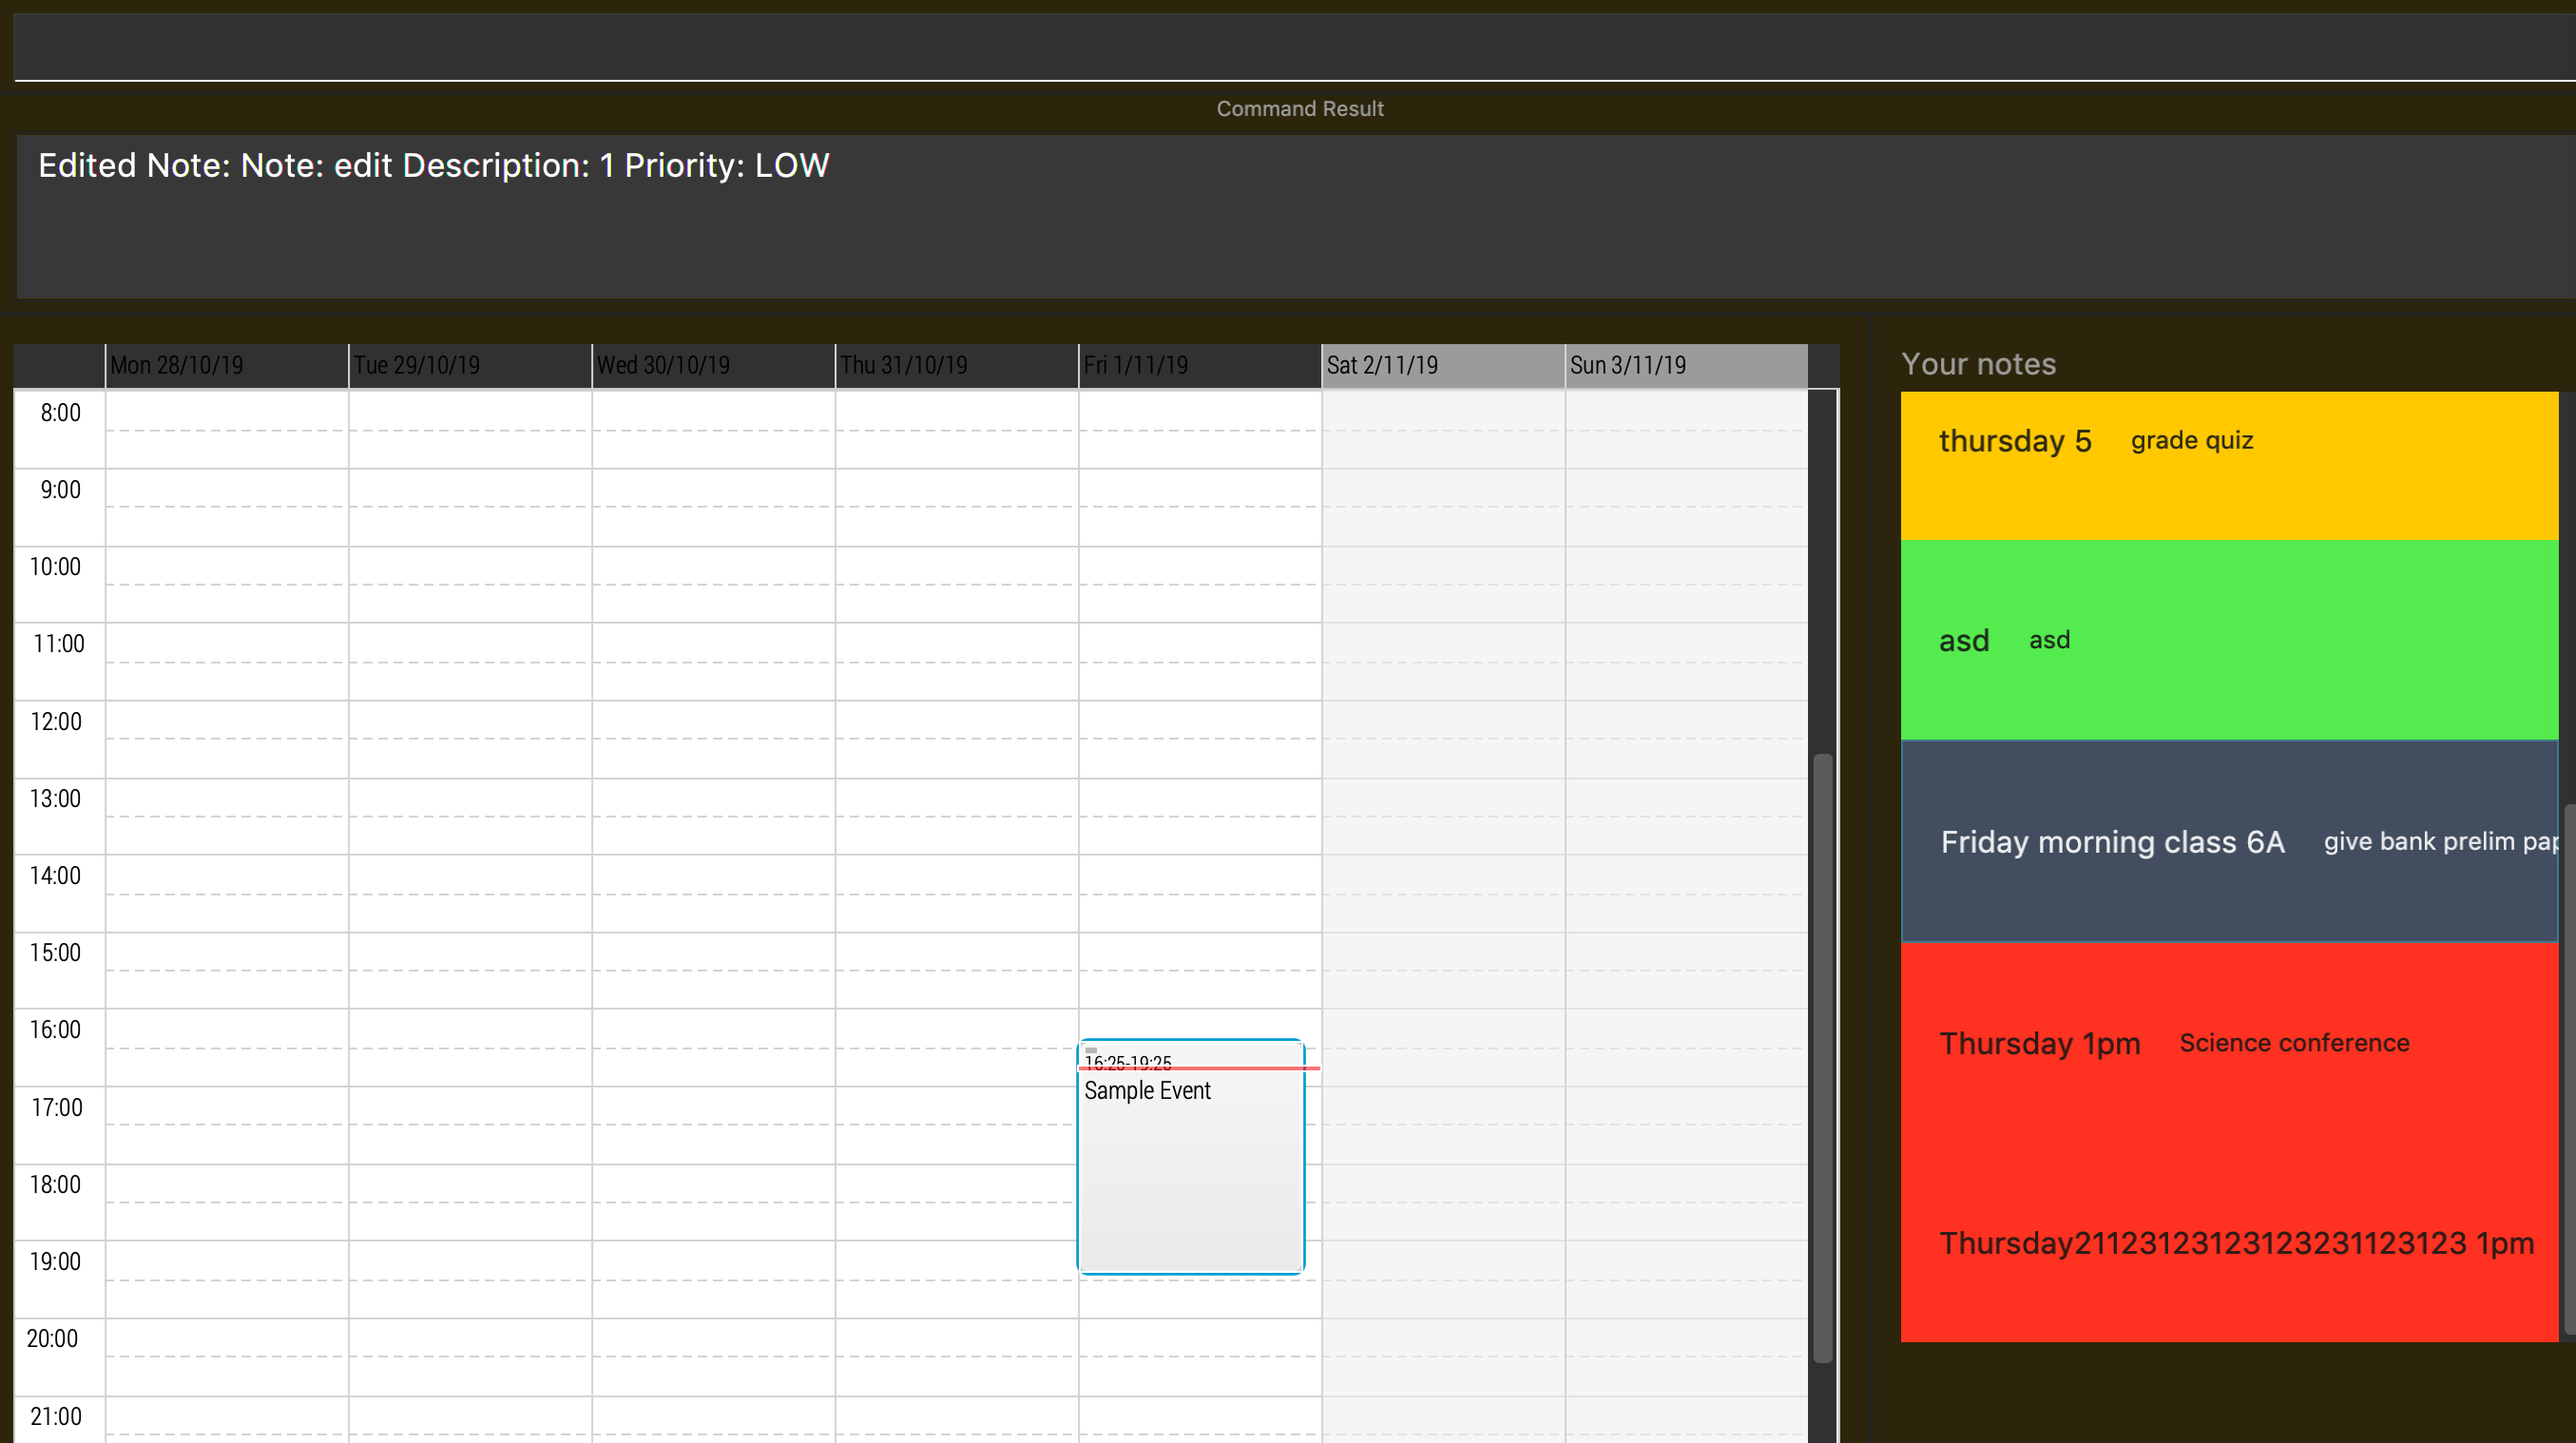 Command Result
Edited Note: Note: edit Description: 1 Priority: LOW
Mon 28/10/19 Tue 29/10/19 Wed 30/10/19 Thu 31/10/19 Fri 1/11/19 Sat 2/11/19 Sun 3/11/19
8:00
9:00
10:00
11:00
12:00
13:00
14:00
15:00
16:00
17:00
18:00
19:00
20:00
21:00
16:25-19:25
Sample Event
Your notes
thursday 5 grade quiz
asd asd
Friday morning class 6A give bank prelim
Thursday 1pm Science conference
Thursday21123123123123231123123 1pm